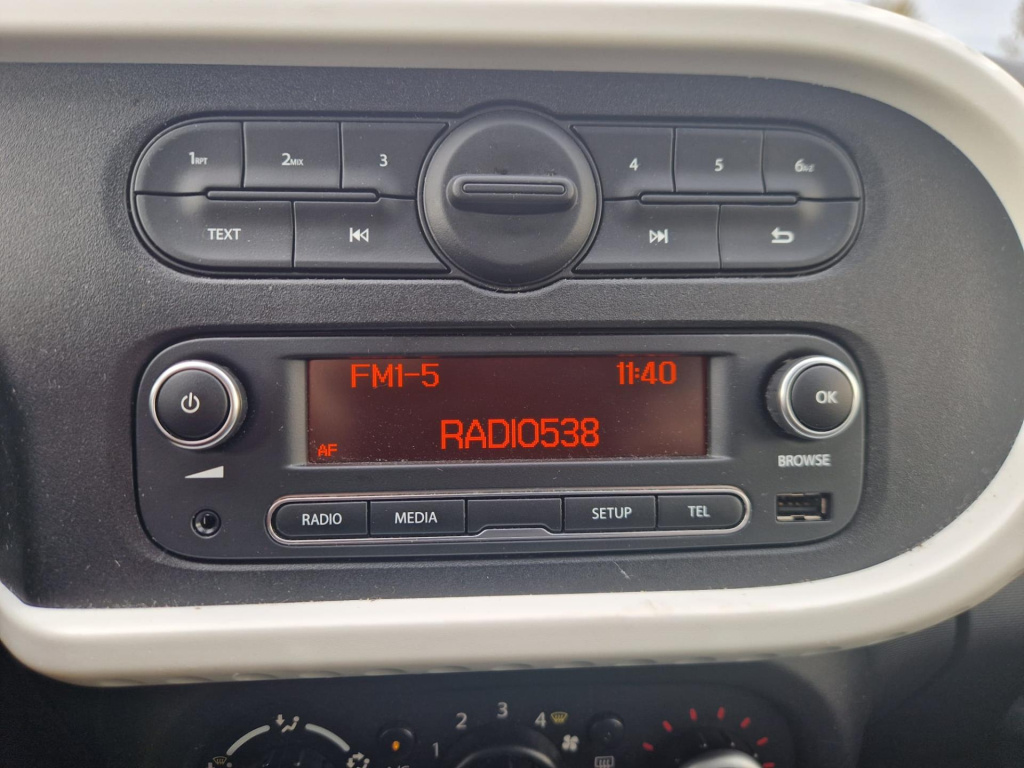 1RPT 2MIX 3 4 5 6
TEXT
FM1-5 11:40
RADIO538
AF
OK
BROWSE
RADIO MEDIA SETUP TEL
1 2 3 4